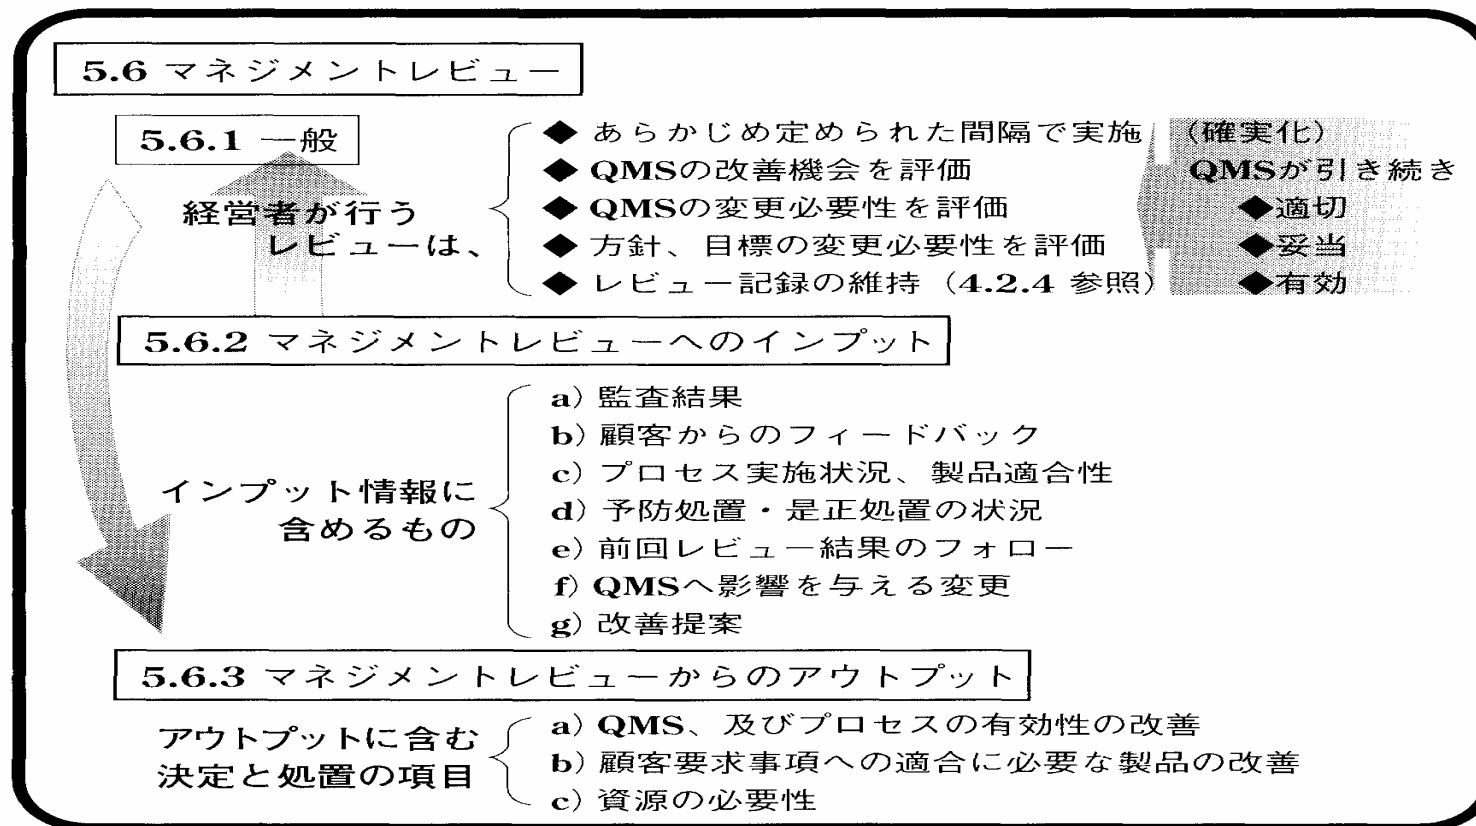 5.6 マネジメントレビュー
5.6.1 一般
経営者が行う
レビューは、
◆ あらかじめ定められた間隔で実施
◆ QMSの改善機会を評価
◆ QMSの変更必要性を評価
◆ 方針、目標の変更必要性を評価
◆ レビュー記録の維持（4.2.4 参照）
（確実化）
QMSが引き続き
◆適切
◆妥当
◆有効
5.6.2 マネジメントレビューへのインプット
インプット情報に
含めるもの
a）監査結果
b）顧客からのフィードバック
c）プロセス実施状況、製品適合性
d）予防処置・是正処置の状況
e）前回レビュー結果のフォロー
f）QMSへ影響を与える変更
g）改善提案
5.6.3 マネジメントレビューからのアウトプット
アウトプットに含む
決定と処置の項目
a）QMS、及びプロセスの有効性の改善
b）顧客要求事項への適合に必要な製品の改善
c）資源の必要性